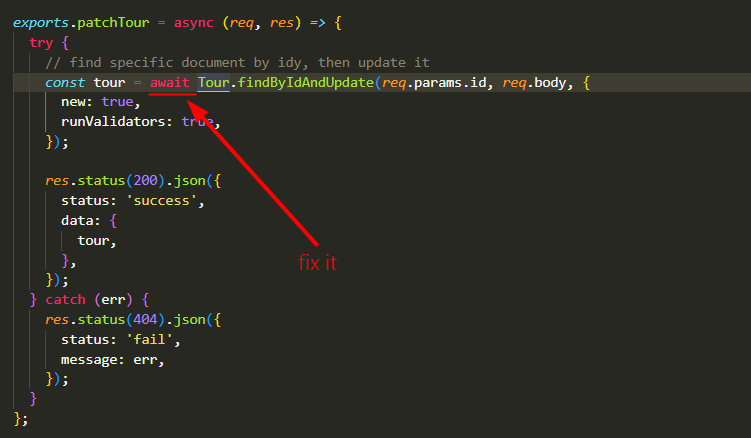 exports.patchTour = async (req, res) => {
  try {
    // find specific document by idy, then update it
    const tour = await Tour.findByIdAndUpdate(req.params.id, req.body, {
      new: true,
      runValidators: true,
    });

    res.status(200).json({
      status: 'success',
      data: {
        tour,
      },
    });
fix it
  } catch (err) {
    res.status(404).json({
      status: 'fail',
      message: err,
    });
  }
};